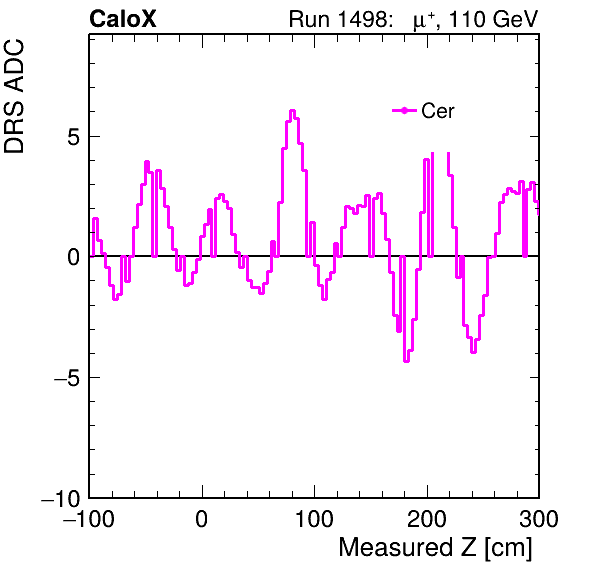 CaloX Run 1498: μ⁺, 110 GeV
DRS ADC
Cer
5
0
−5
−10
−100 0 100 200 300
Measured Z [cm]